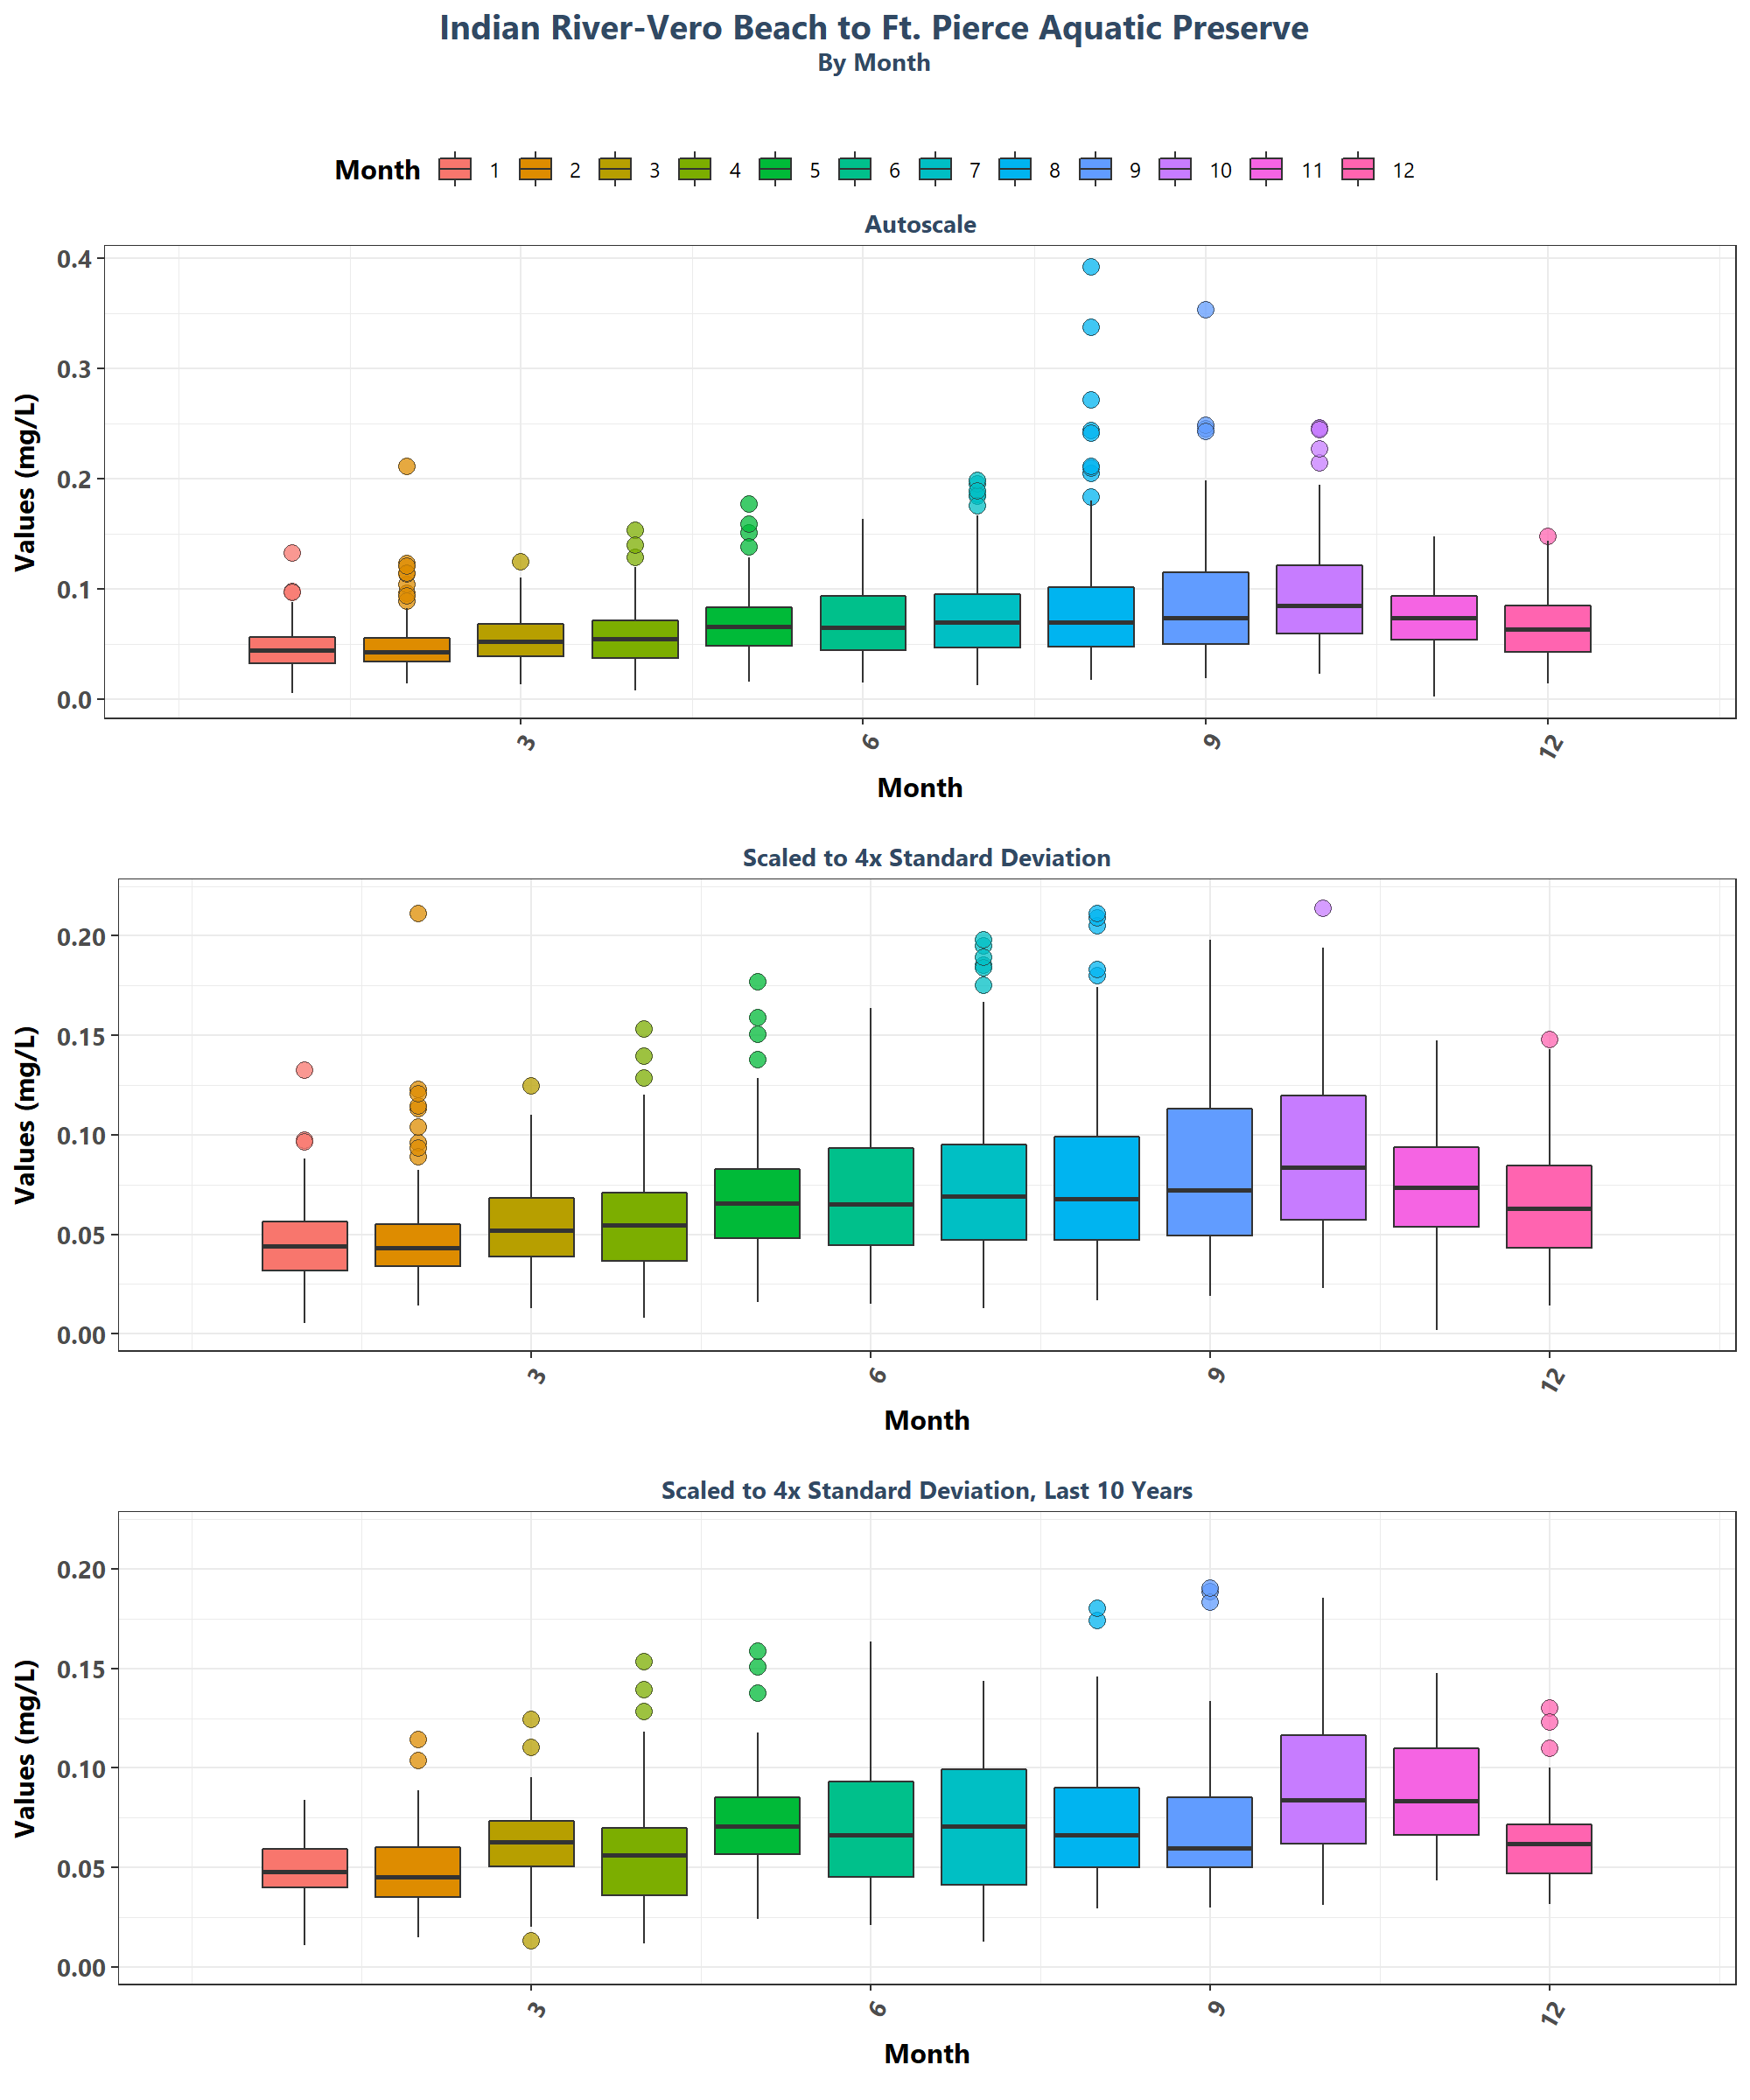 Indian River-Vero Beach to Ft. Pierce Aquatic Preserve
By Month
Month 1 2 3 4 5 6 7 8 9 10 11 12
Autoscale
Values (mg/L)
0.4
0.3
0.2
0.1
0.0
3 6 9 12
Month
Scaled to 4x Standard Deviation
Values (mg/L)
0.20
0.15
0.10
0.05
0.00
3 6 9 12
Month
Scaled to 4x Standard Deviation, Last 10 Years
Values (mg/L)
0.20
0.15
0.10
0.05
0.00
3 6 9 12
Month